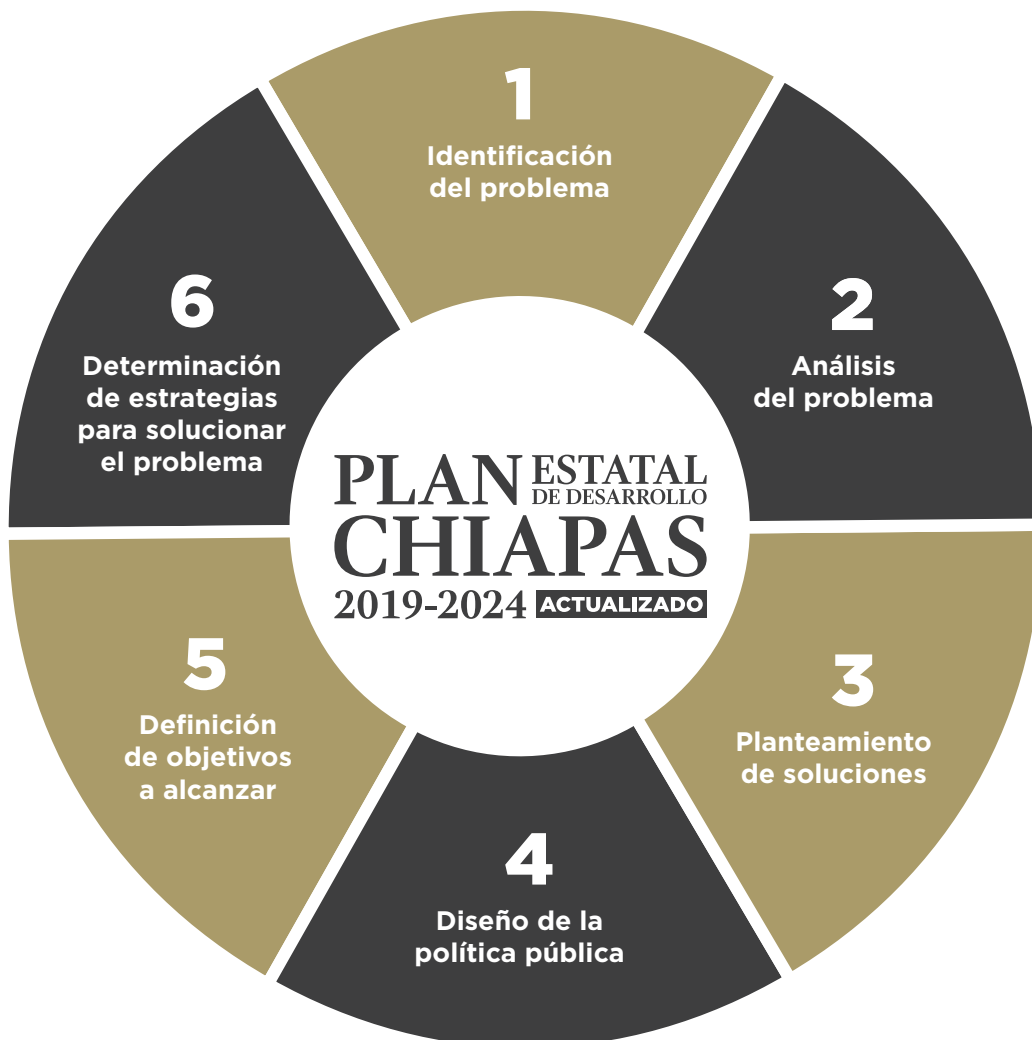 1
Identificación
del problema
2
Análisis
del problema
3
Planteamiento
de soluciones
4
Diseño de la
política pública
5
Definición
de objetivos
a alcanzar
6
Determinación
de estrategias
para solucionar
el problema
PLAN ESTATAL
DE DESARROLLO
CHIAPAS
2019-2024 ACTUALIZADO